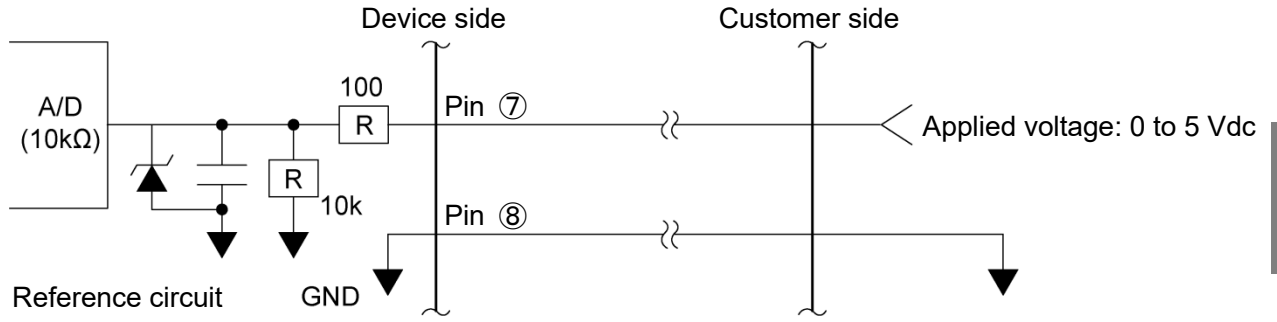 Device side
Customer side
100
A/D
(10kΩ)
R
Pin ⑦
Applied voltage: 0 to 5 Vdc
R
10k
Pin ⑧
Reference circuit
GND